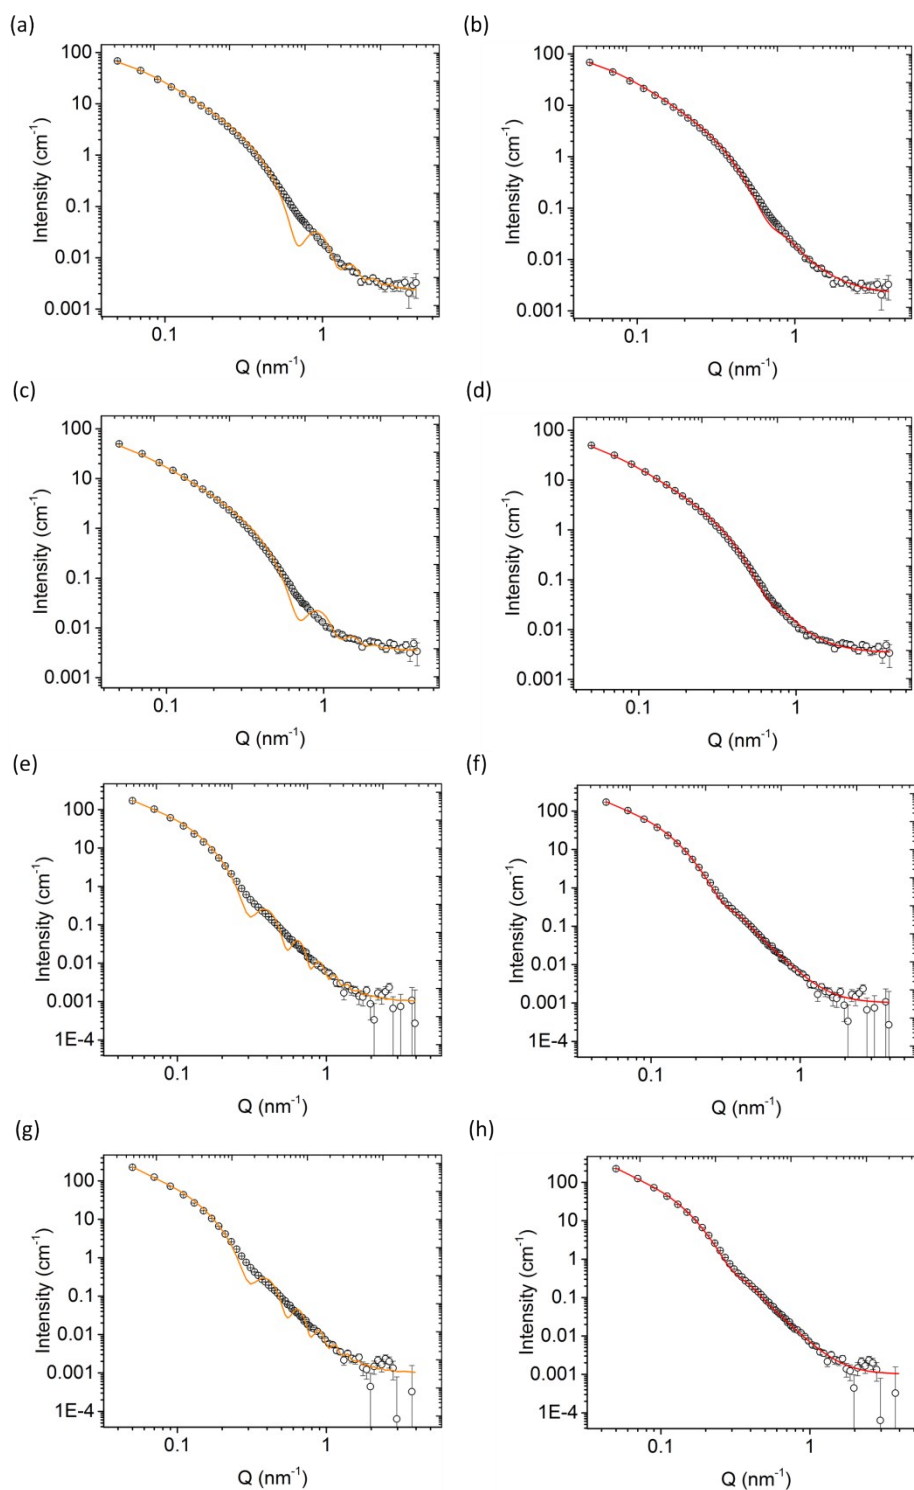 (a) (b)
100 100
10 10
1 1
0.1 0.1
0.01 0.01
0.001 0.001
Intensity (cm⁻¹) Intensity (cm⁻¹)
0.1 1 0.1 1
Q (nm⁻¹) Q (nm⁻¹)
(c) (d)
100 100
10 10
1 1
0.1 0.1
0.01 0.01
0.001 0.001
Intensity (cm⁻¹) Intensity (cm⁻¹)
0.1 1 0.1 1
Q (nm⁻¹) Q (nm⁻¹)
(e) (f)
100 100
10 10
1 1
0.1 0.1
0.01 0.01
0.001 0.001
1E-4 1E-4
Intensity (cm⁻¹) Intensity (cm⁻¹)
0.1 1 0.1 1
Q (nm⁻¹) Q (nm⁻¹)
(g) (h)
100 100
10 10
1 1
0.1 0.1
0.01 0.01
0.001 0.001
1E-4 1E-4
Intensity (cm⁻¹) Intensity (cm⁻¹)
0.1 1 0.1 1
Q (nm⁻¹) Q (nm⁻¹)